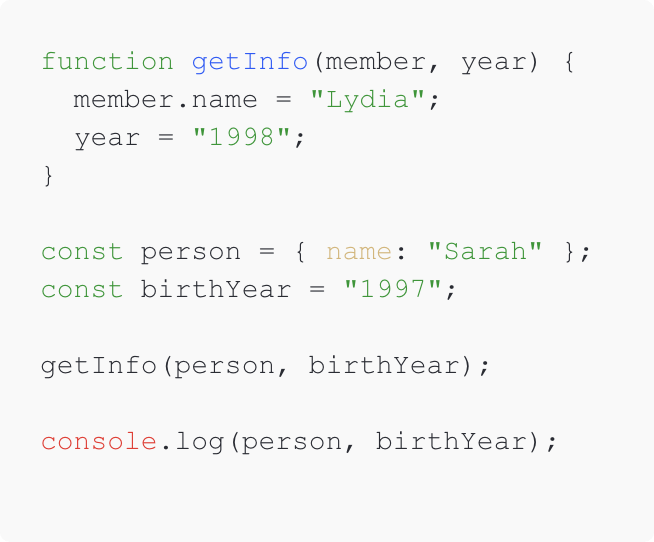 function getInfo(member, year) {
  member.name = "Lydia";
  year = "1998";
}

const person = { name: "Sarah" };
const birthYear = "1997";

getInfo(person, birthYear);

console.log(person, birthYear);